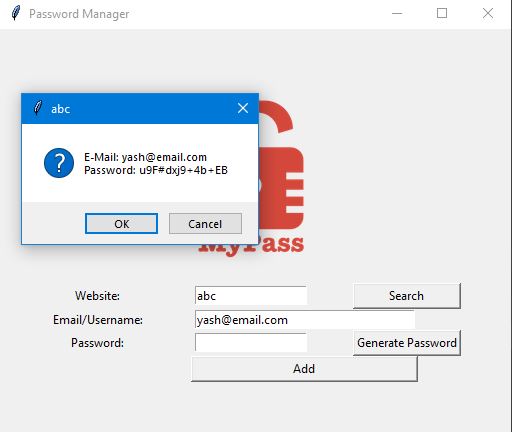 Password Manager
abc
E-Mail: yash@email.com
Password: u9F#dxj9+4b+EB
OK Cancel
MyPass
Website: abc Search
Email/Username: yash@email.com
Password: Generate Password
Add